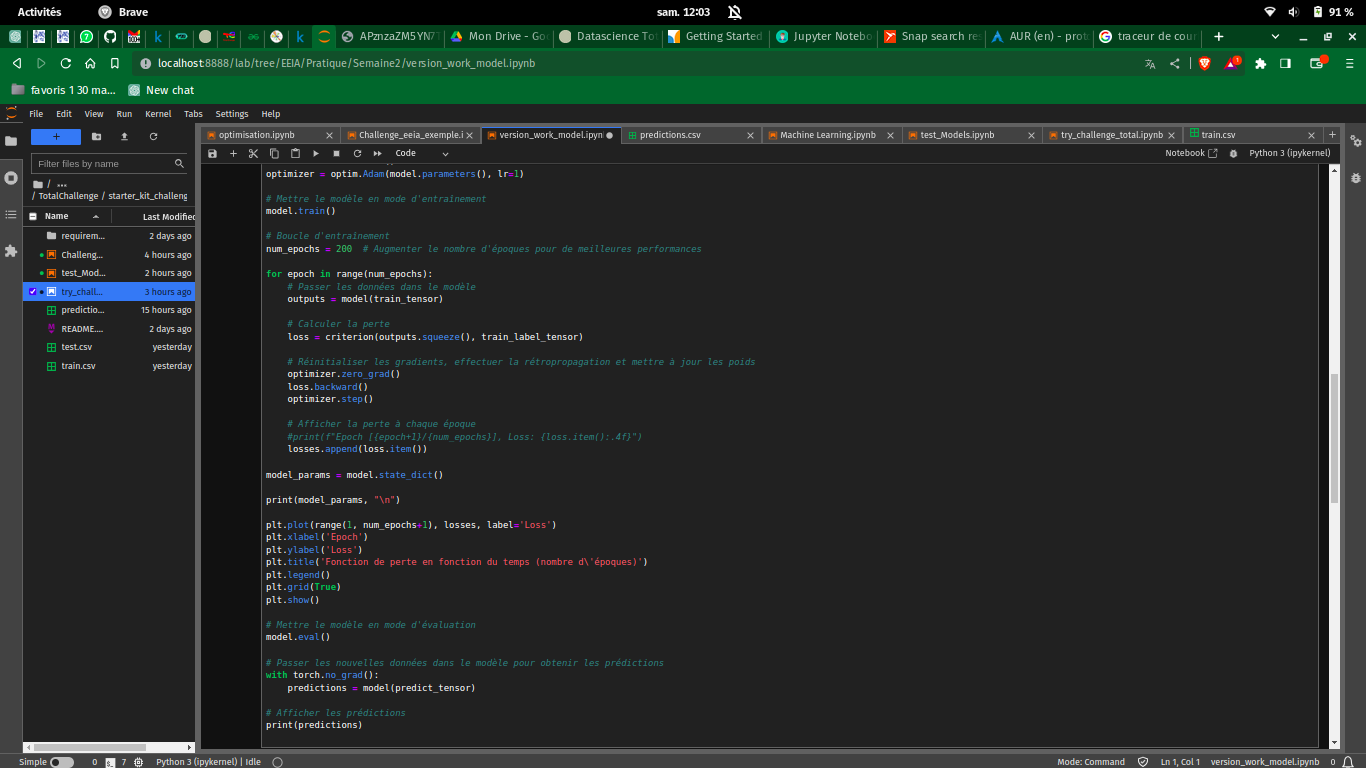 Activités
Brave
sam. 12:03
91 %
APznzaZM5YN7
Mon Drive - Goo
Datascience To
Getting Started
Jupyter Notebo
Snap search re
AUR (en) - prot
traceur de cour
localhost:8888/lab/tree/EEIA/Pratique/Semaine2/version_work_model.ipynb
1
favoris 1 30 ma...
New chat
File Edit View Run Kernel Tabs Settings Help
optimisation.ipynb
Challenge_eeia_exemple.i
version_work_model.ipyn
predictions.csv
Machine Learning.ipynb
test_Models.ipynb
try_challenge_total.ipynb
train.csv
Code
Notebook
Python 3 (ipykernel)
Filter files by name
/ ...
/ TotalChallenge / starter_kit_challeng
Name Last Modified
requirem... 2 days ago
Challeng... 4 hours ago
test_Mod... 2 hours ago
try_chall... 3 hours ago
predictio... 15 hours ago
README.... 2 days ago
test.csv yesterday
train.csv yesterday
optimizer = optim.Adam(model.parameters(), lr=1)
# Mettre le modèle en mode d'entraînement
model.train()
# Boucle d'entraînement
num_epochs = 200 # Augmenter le nombre d'époques pour de meilleures performances
for epoch in range(num_epochs):
# Passer les données dans le modèle
outputs = model(train_tensor)
# Calculer la perte
loss = criterion(outputs.squeeze(), train_label_tensor)
# Réinitialiser les gradients, effectuer la rétropropagation et mettre à jour les poids
optimizer.zero_grad()
loss.backward()
optimizer.step()
# Afficher la perte à chaque époque
#print(f"Epoch [{epoch+1}/{num_epochs}], Loss: {loss.item():.4f}")
losses.append(loss.item())
model_params = model.state_dict()
print(model_params, "\n")
plt.plot(range(1, num_epochs+1), losses, label='Loss')
plt.xlabel('Epoch')
plt.ylabel('Loss')
plt.title('Fonction de perte en fonction du temps (nombre d\'époques)')
plt.legend()
plt.grid(True)
plt.show()
# Mettre le modèle en mode d'évaluation
model.eval()
# Passer les nouvelles données dans le modèle pour obtenir les prédictions
with torch.no_grad():
predictions = model(predict_tensor)
# Afficher les prédictions
print(predictions)
Simple 0 7 Python 3 (ipykernel) | Idle
Mode: Command Ln 1, Col 1 version_work_model.ipynb 0